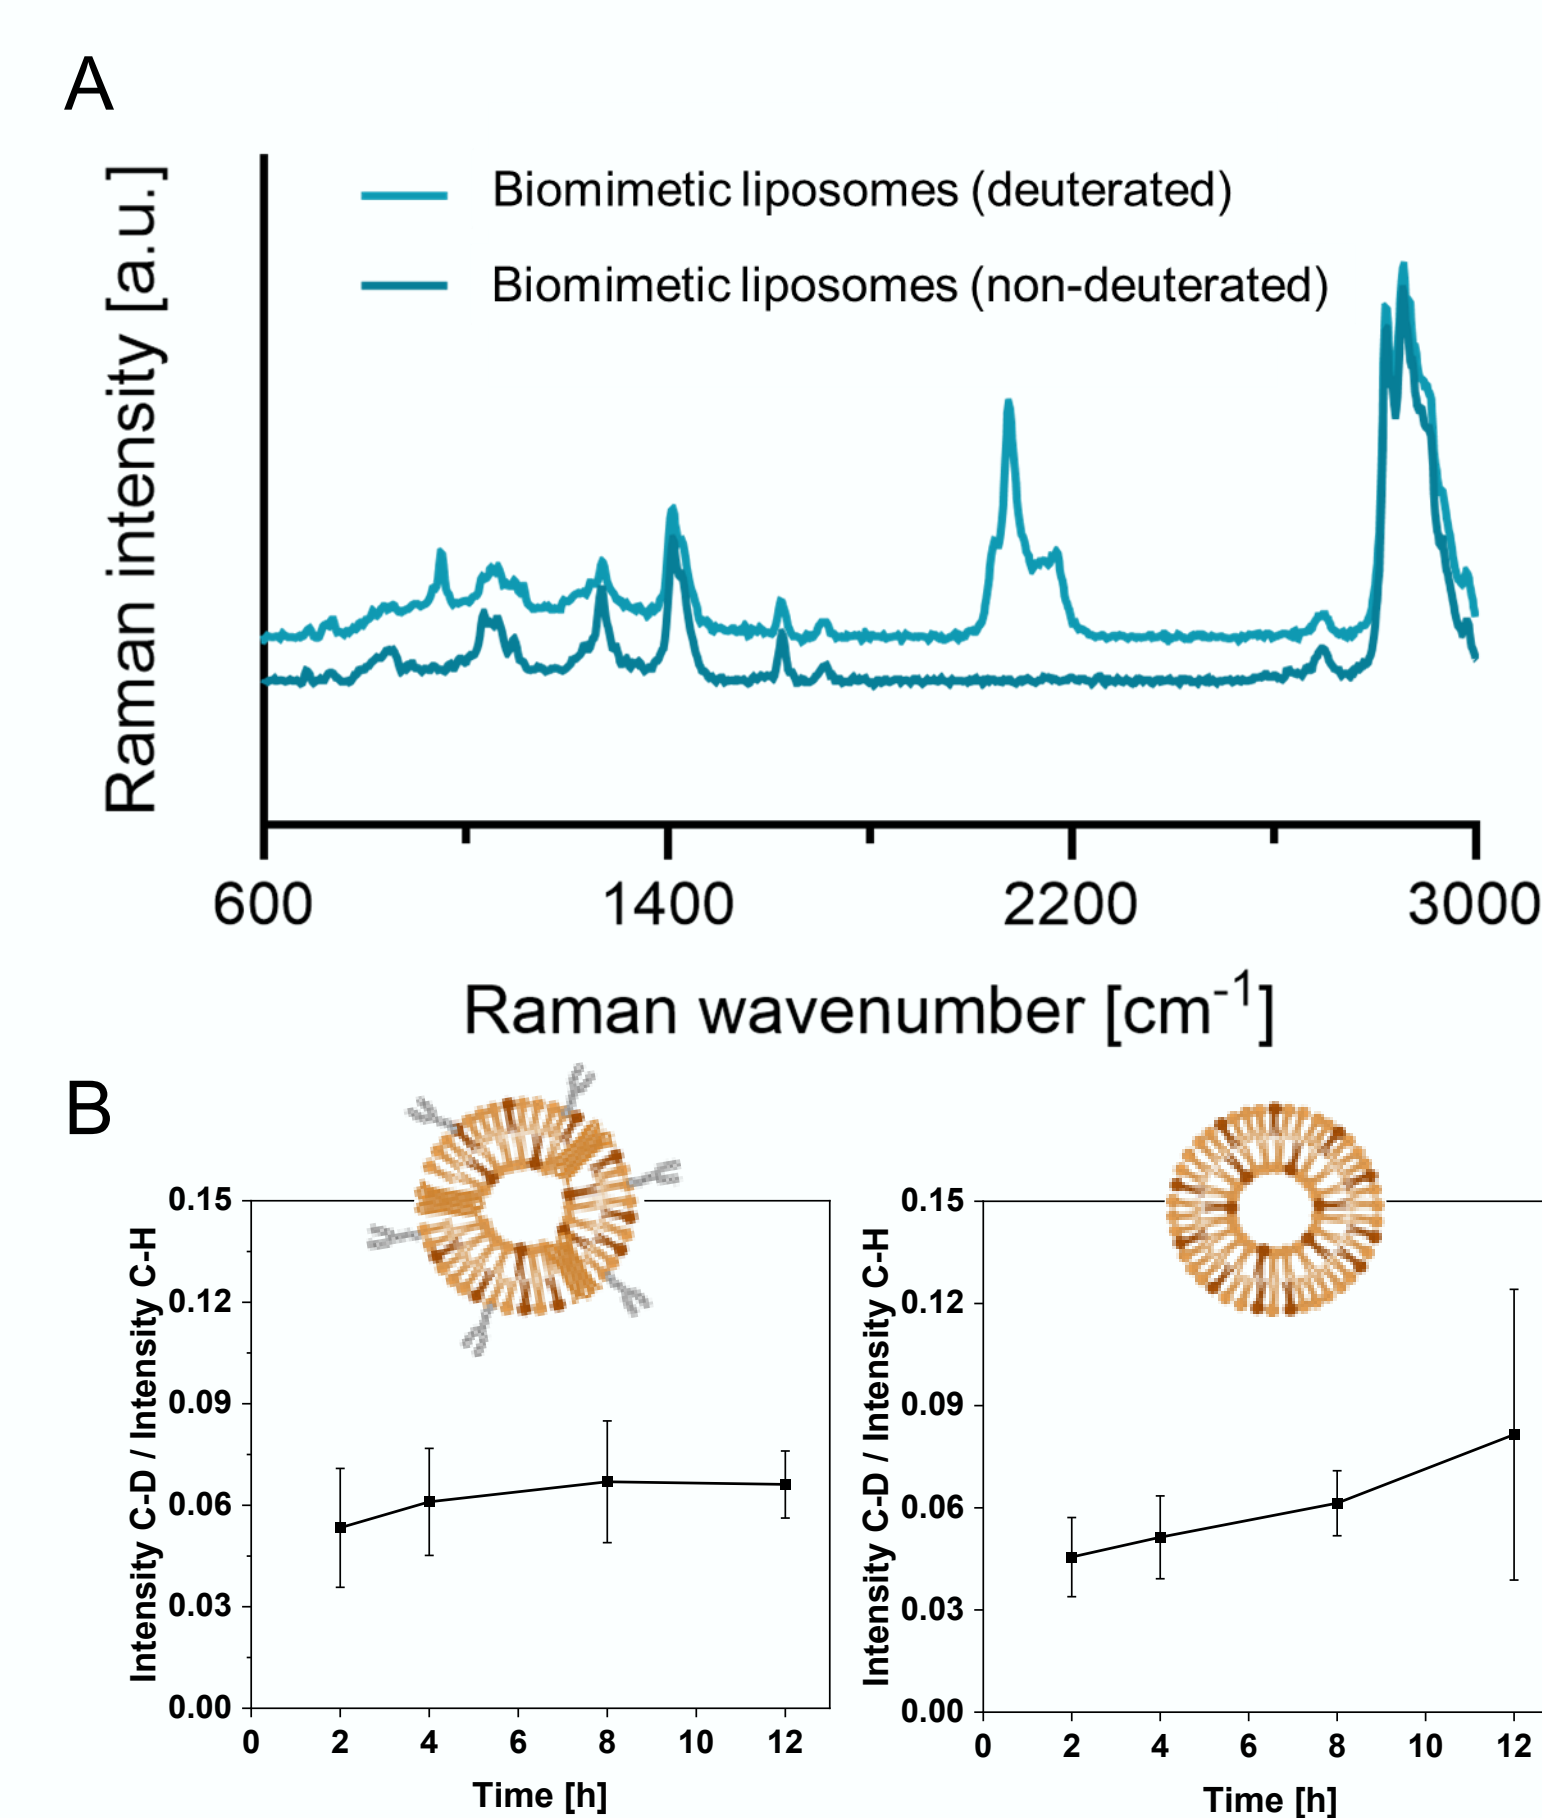 A
Raman intensity [a.u.]
Biomimetic liposomes (deuterated)
Biomimetic liposomes (non-deuterated)
600 1400 2200 3000
Raman wavenumber [cm-1]
B
Intensity C-D / Intensity C-H
0.15
0.12
0.09
0.06
0.03
0.00
0 2 4 6 8 10 12
Time [h]
Intensity C-D / Intensity C-H
0.15
0.12
0.09
0.06
0.03
0.00
0 2 4 6 8 10 12
Time [h]